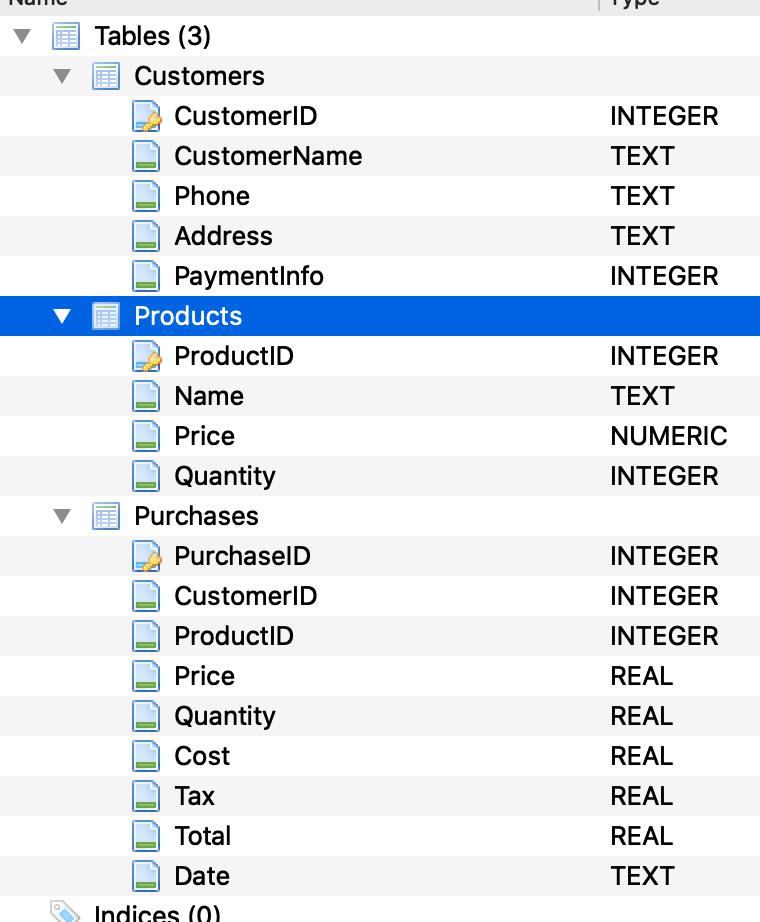 Name Type
Tables (3)
Customers
CustomerID INTEGER
CustomerName TEXT
Phone TEXT
Address TEXT
PaymentInfo INTEGER
Products
ProductID INTEGER
Name TEXT
Price NUMERIC
Quantity INTEGER
Purchases
PurchaseID INTEGER
CustomerID INTEGER
ProductID INTEGER
Price REAL
Quantity REAL
Cost REAL
Tax REAL
Total REAL
Date TEXT
Indices (0)